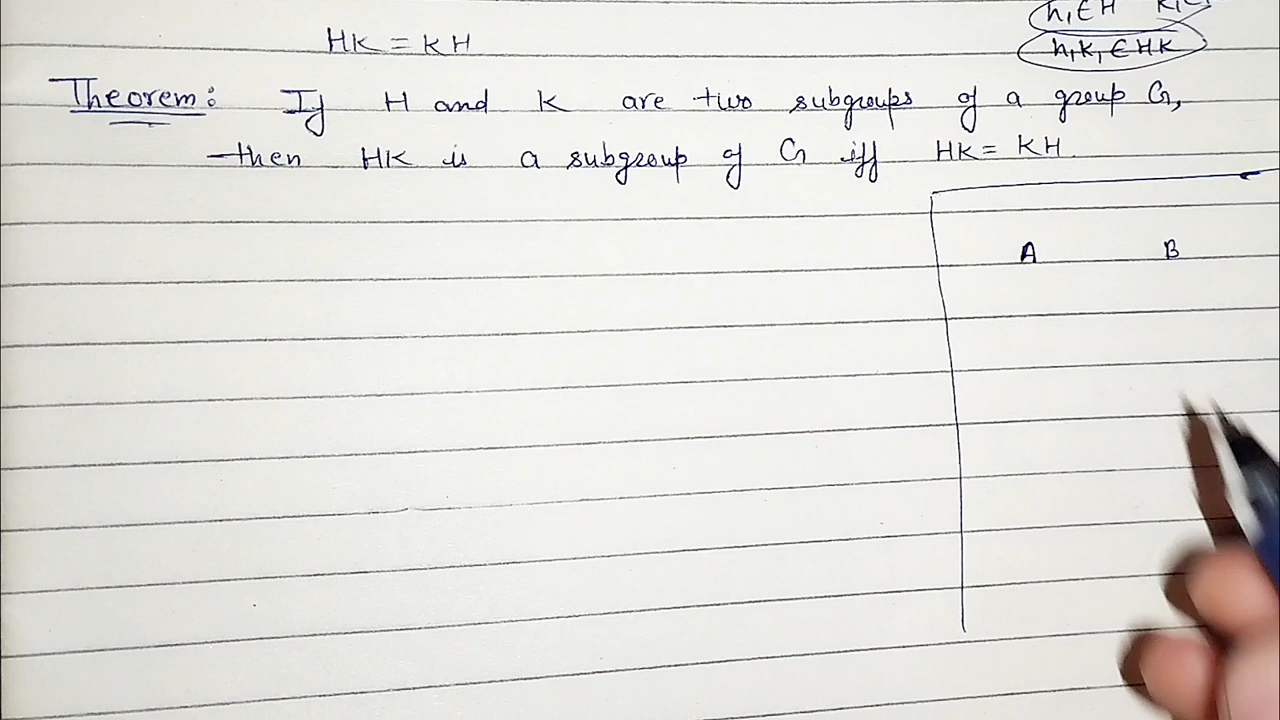 h₁∈H
HK = KH
h₁k₁∈HK
Theorem: If H and K are two subgroups of a group G,
then HK is a subgroup of G iff HK = KH.
A B